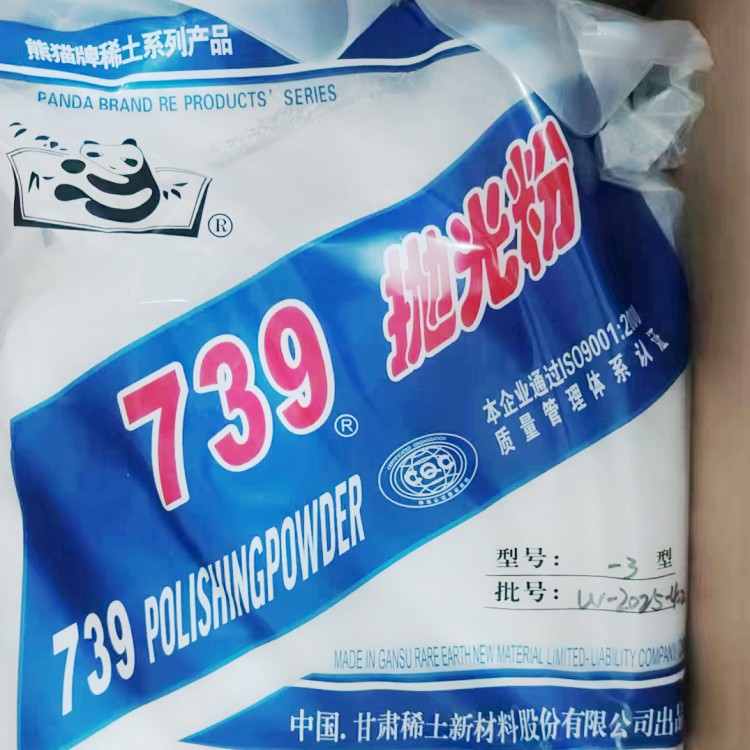 熊猫牌稀土系列产品
PANDA BRAND RE PRODUCTS' SERIES
®
739® 抛光粉
本企业通过ISO9001:2000
质量管理体系认证
CQC
739 POLISHINGPOWDER
型号: -3 型
批号:
MADE IN GANSU RARE EARTH NEW MATERIAL LIMITED-LIABILITY COMPANY
中国.甘肃稀土新材料股份有限公司出品